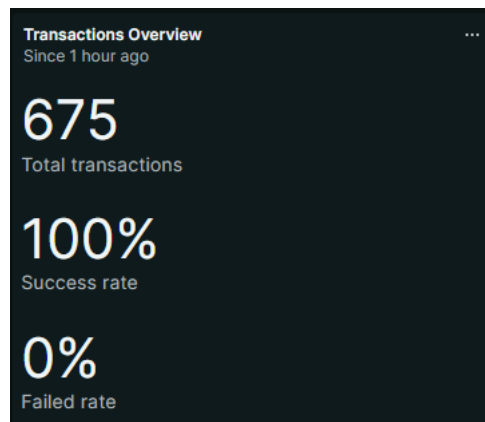 Transactions Overview
Since 1 hour ago
675
Total transactions
100%
Success rate
0%
Failed rate